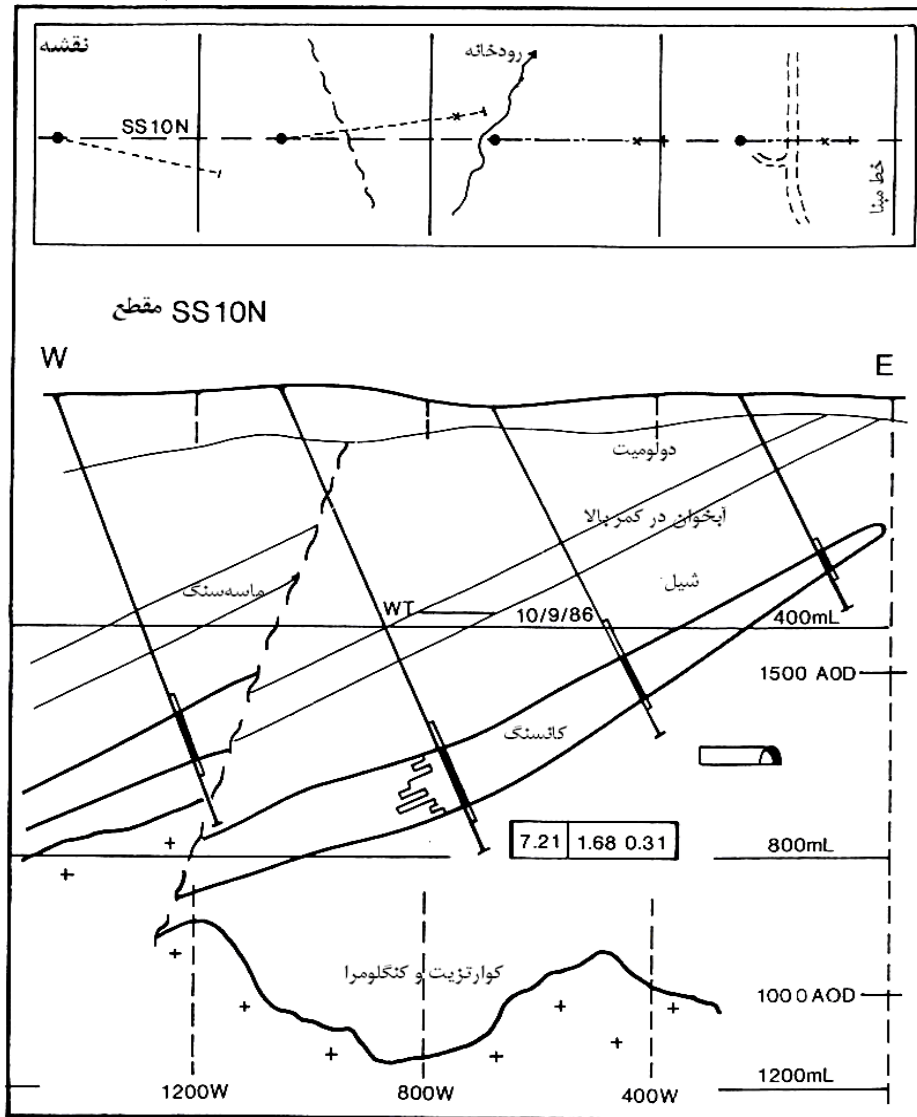 نقشه
رودخانه
SS10N
خط مبنا
مقطع SS10N
W
E
دولومیت
آبخوان در کمر بالا
شیل
ماسه‌سنگ
WT
10/9/86
400mL
1500 AOD
کانسنگ
7.21 1.68 0.31
800mL
کوارتزیت و کنگلومرا
1000 AOD
1200W
800W
400W
1200mL